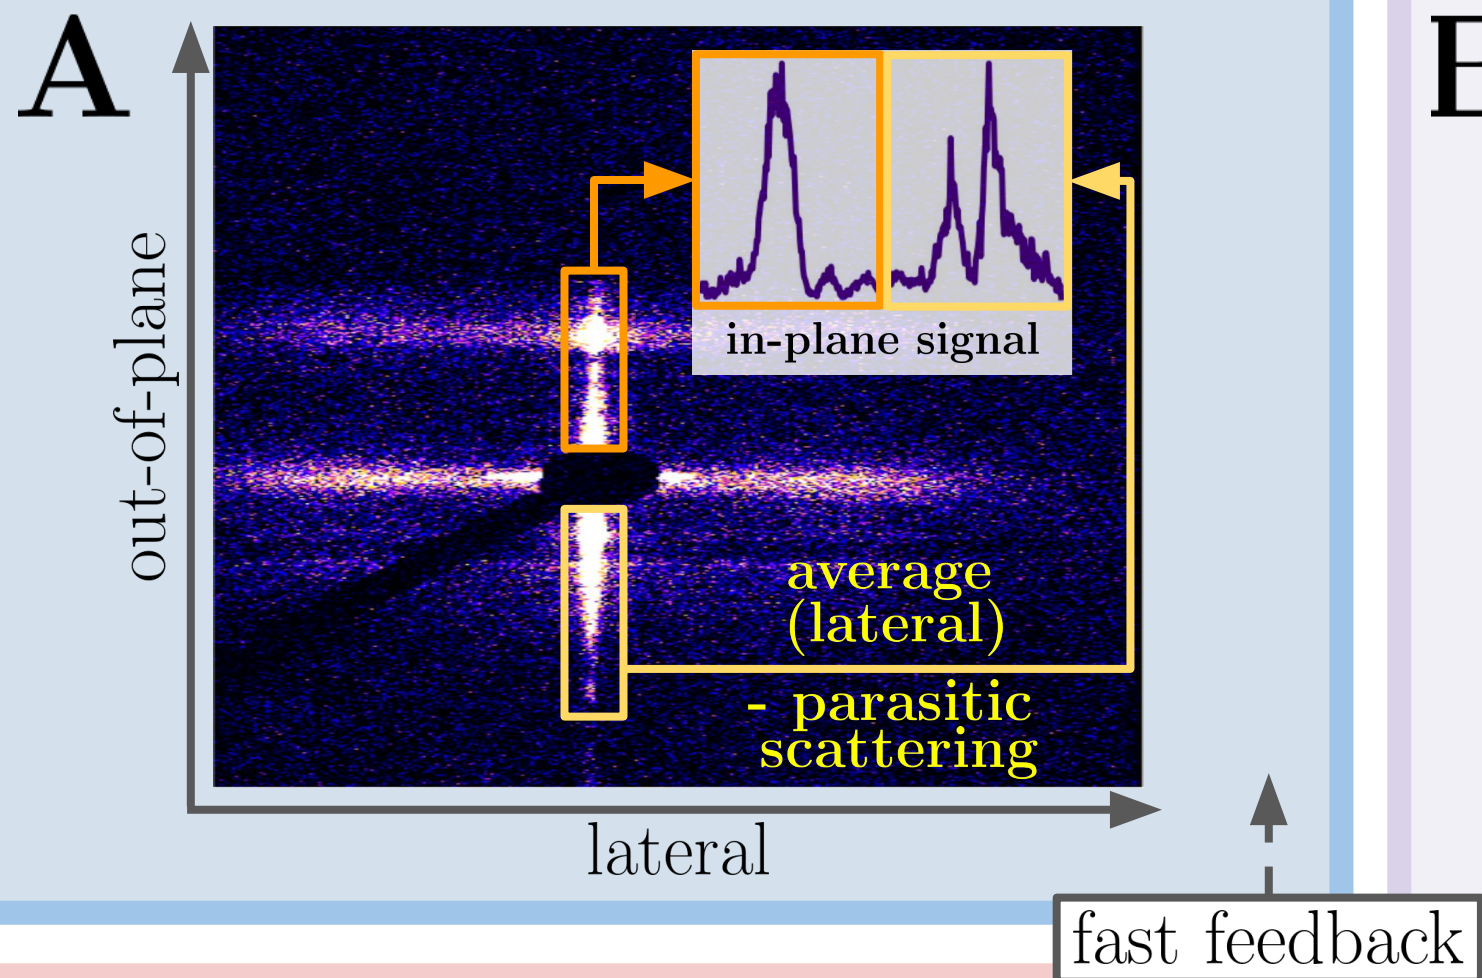 A
out-of-plane
in-plane signal
average
(lateral)
- parasitic
scattering
lateral
fast feedback